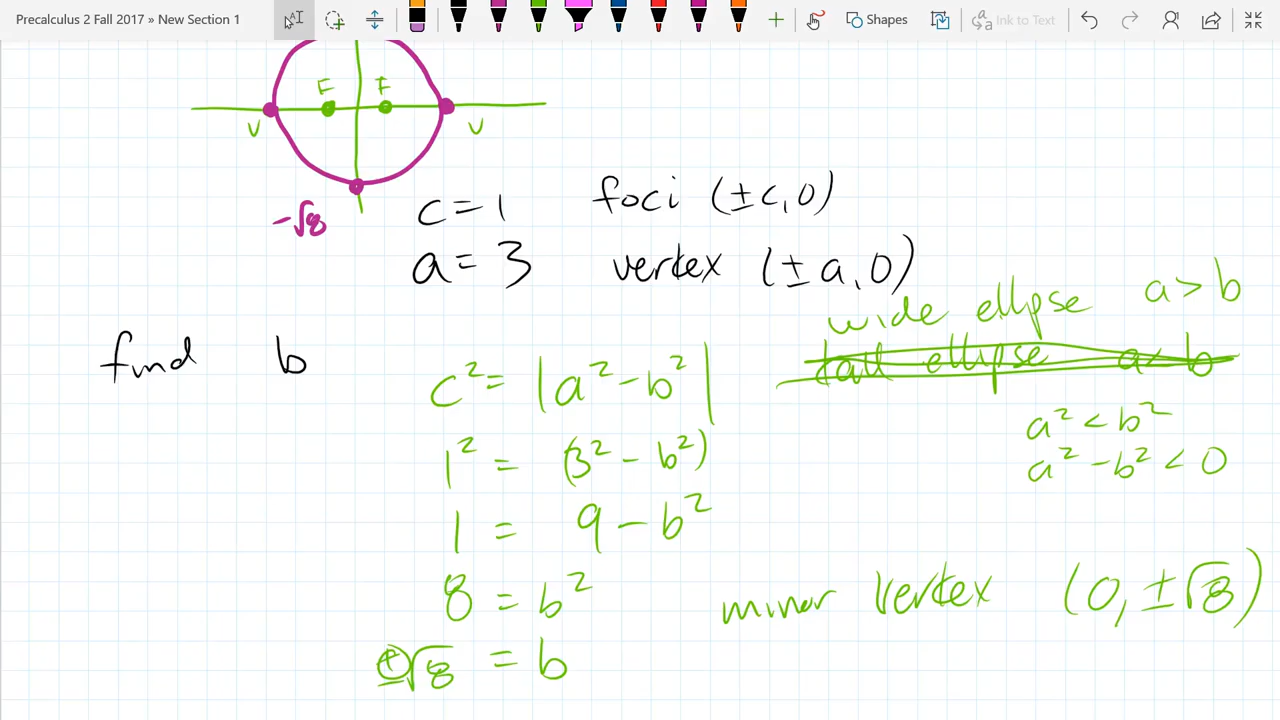 Precalculus 2 Fall 2017 » New Section 1
Shapes
Ink to Text
F F
V V
-√8
c = 1 foci (±c, 0)
a = 3 vertex (±a, 0)
wide ellipse a > b
tall ellipse a < b
find b
c² = |a² - b²|
a² < b²
1² = (3² - b²)
a² - b² < 0
1 = 9 - b²
8 = b²
minor vertex (0, ±√8)
±√8 = b